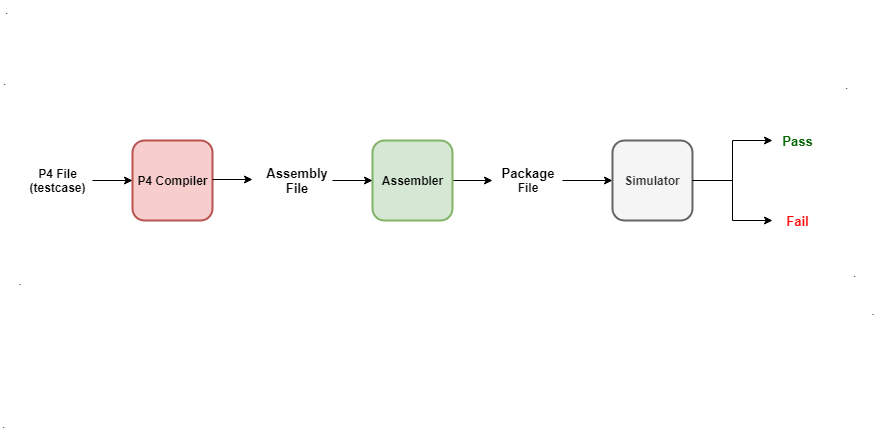 P4 File
(testcase)
P4 Compiler
Assembly
File
Assembler
Package
File
Simulator
Pass
Fail